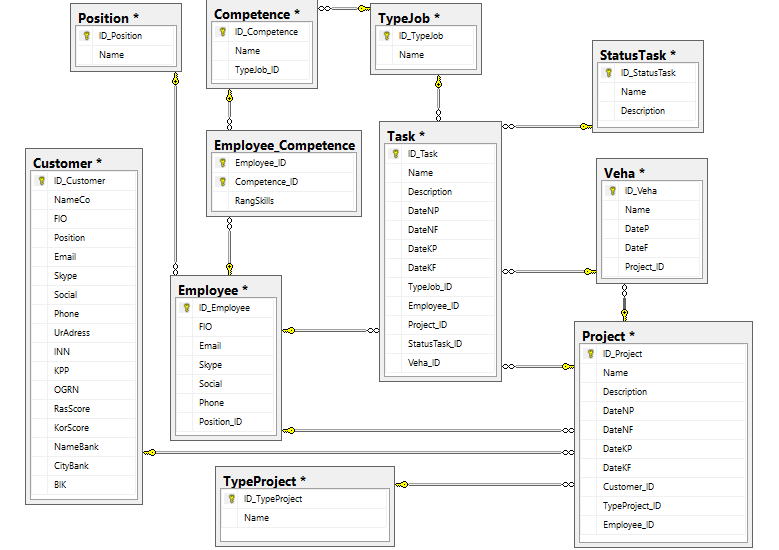 Position *
ID_Position
Name
Competence *
ID_Competence
Name
TypeJob_ID
TypeJob *
ID_TypeJob
Name
StatusTask *
ID_StatusTask
Name
Description
Employee_Competence
Employee_ID
Competence_ID
RangSkills
Task *
ID_Task
Name
Description
DateNP
DateNF
DateKP
DateKF
TypeJob_ID
Employee_ID
Project_ID
StatusTask_ID
Veha_ID
Customer *
ID_Customer
NameCo
FIO
Position
Email
Skype
Social
Phone
UrAdress
INN
KPP
OGRN
RasScore
KorScore
NameBank
CityBank
BIK
Veha *
ID_Veha
Name
DateP
DateF
Project_ID
Employee *
ID_Employee
FIO
Email
Skype
Social
Phone
Position_ID
Project *
ID_Project
Name
Description
DateNP
DateNF
DateKP
DateKF
Customer_ID
TypeProject_ID
Employee_ID
TypeProject *
ID_TypeProject
Name